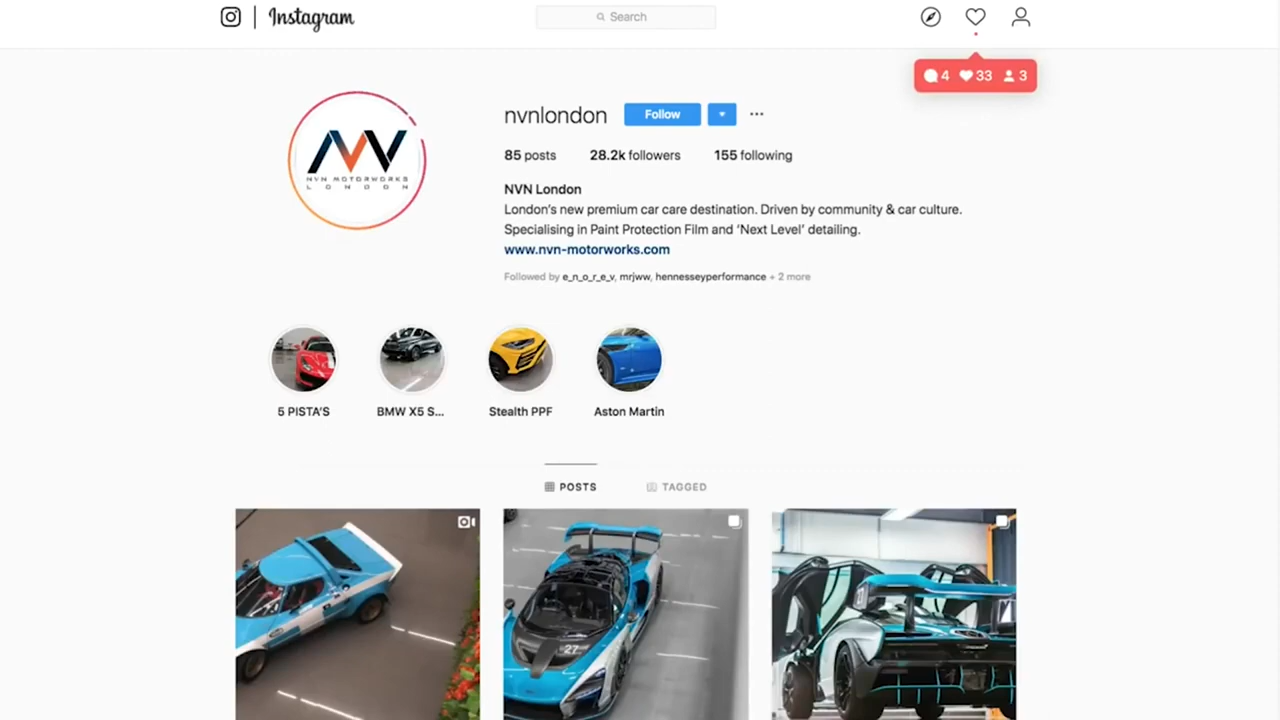 Instagram
Search
4 33 3
NVN MOTORWORKS
LONDON
nvnlondon Follow
85 posts 28.2k followers 155 following
NVN London
London's new premium car care destination. Driven by community & car culture.
Specialising in Paint Protection Film and 'Next Level' detailing.
www.nvn-motorworks.com
Followed by e_n_o_r_e_v, mrjww, hennesseyperformance + 2 more
5 PISTA'S BMW X5 S... Stealth PPF Aston Martin
POSTS TAGGED
27